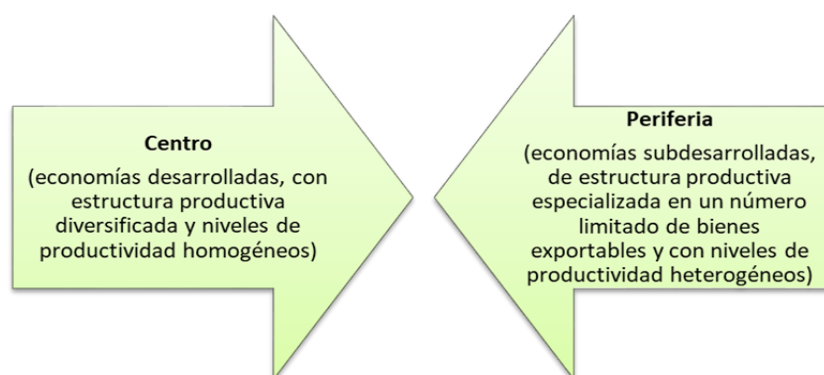 Centro
(economías desarrolladas, con
estructura productiva
diversificada y niveles de
productividad homogéneos)
Periferia
(economías subdesarrolladas,
de estructura productiva
especializada en un número
limitado de bienes
exportables y con niveles de
productividad heterogéneos)